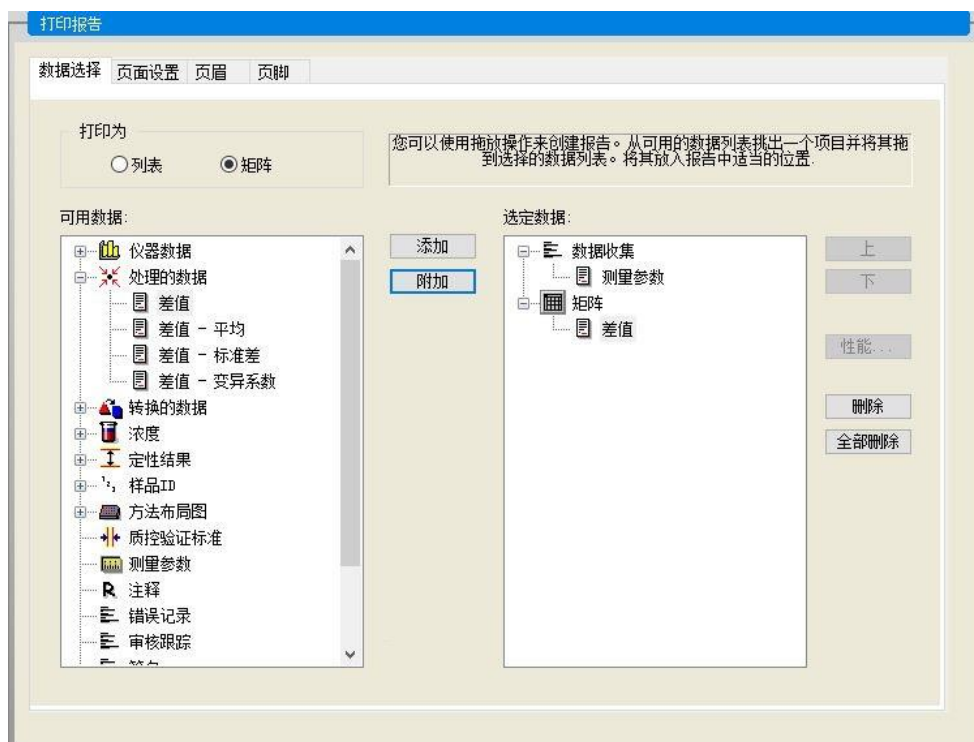 打印报告
数据选择 页面设置 页眉 页脚
打印为
列表 矩阵
您可以使用拖放操作来创建报告。从可用的数据列表挑出一个项目并将其拖
到选择的数据列表。将其放入报告中适当的位置.
可用数据:
仪器数据
处理的数据
差值
差值 - 平均
差值 - 标准差
差值 - 变异系数
转换的数据
浓度
定性结果
样品ID
方法布局图
质控验证标准
测量参数
注释
错误记录
审核跟踪
添加
附加
选定数据:
数据收集
测量参数
矩阵
差值
上
下
性能...
删除
全部删除